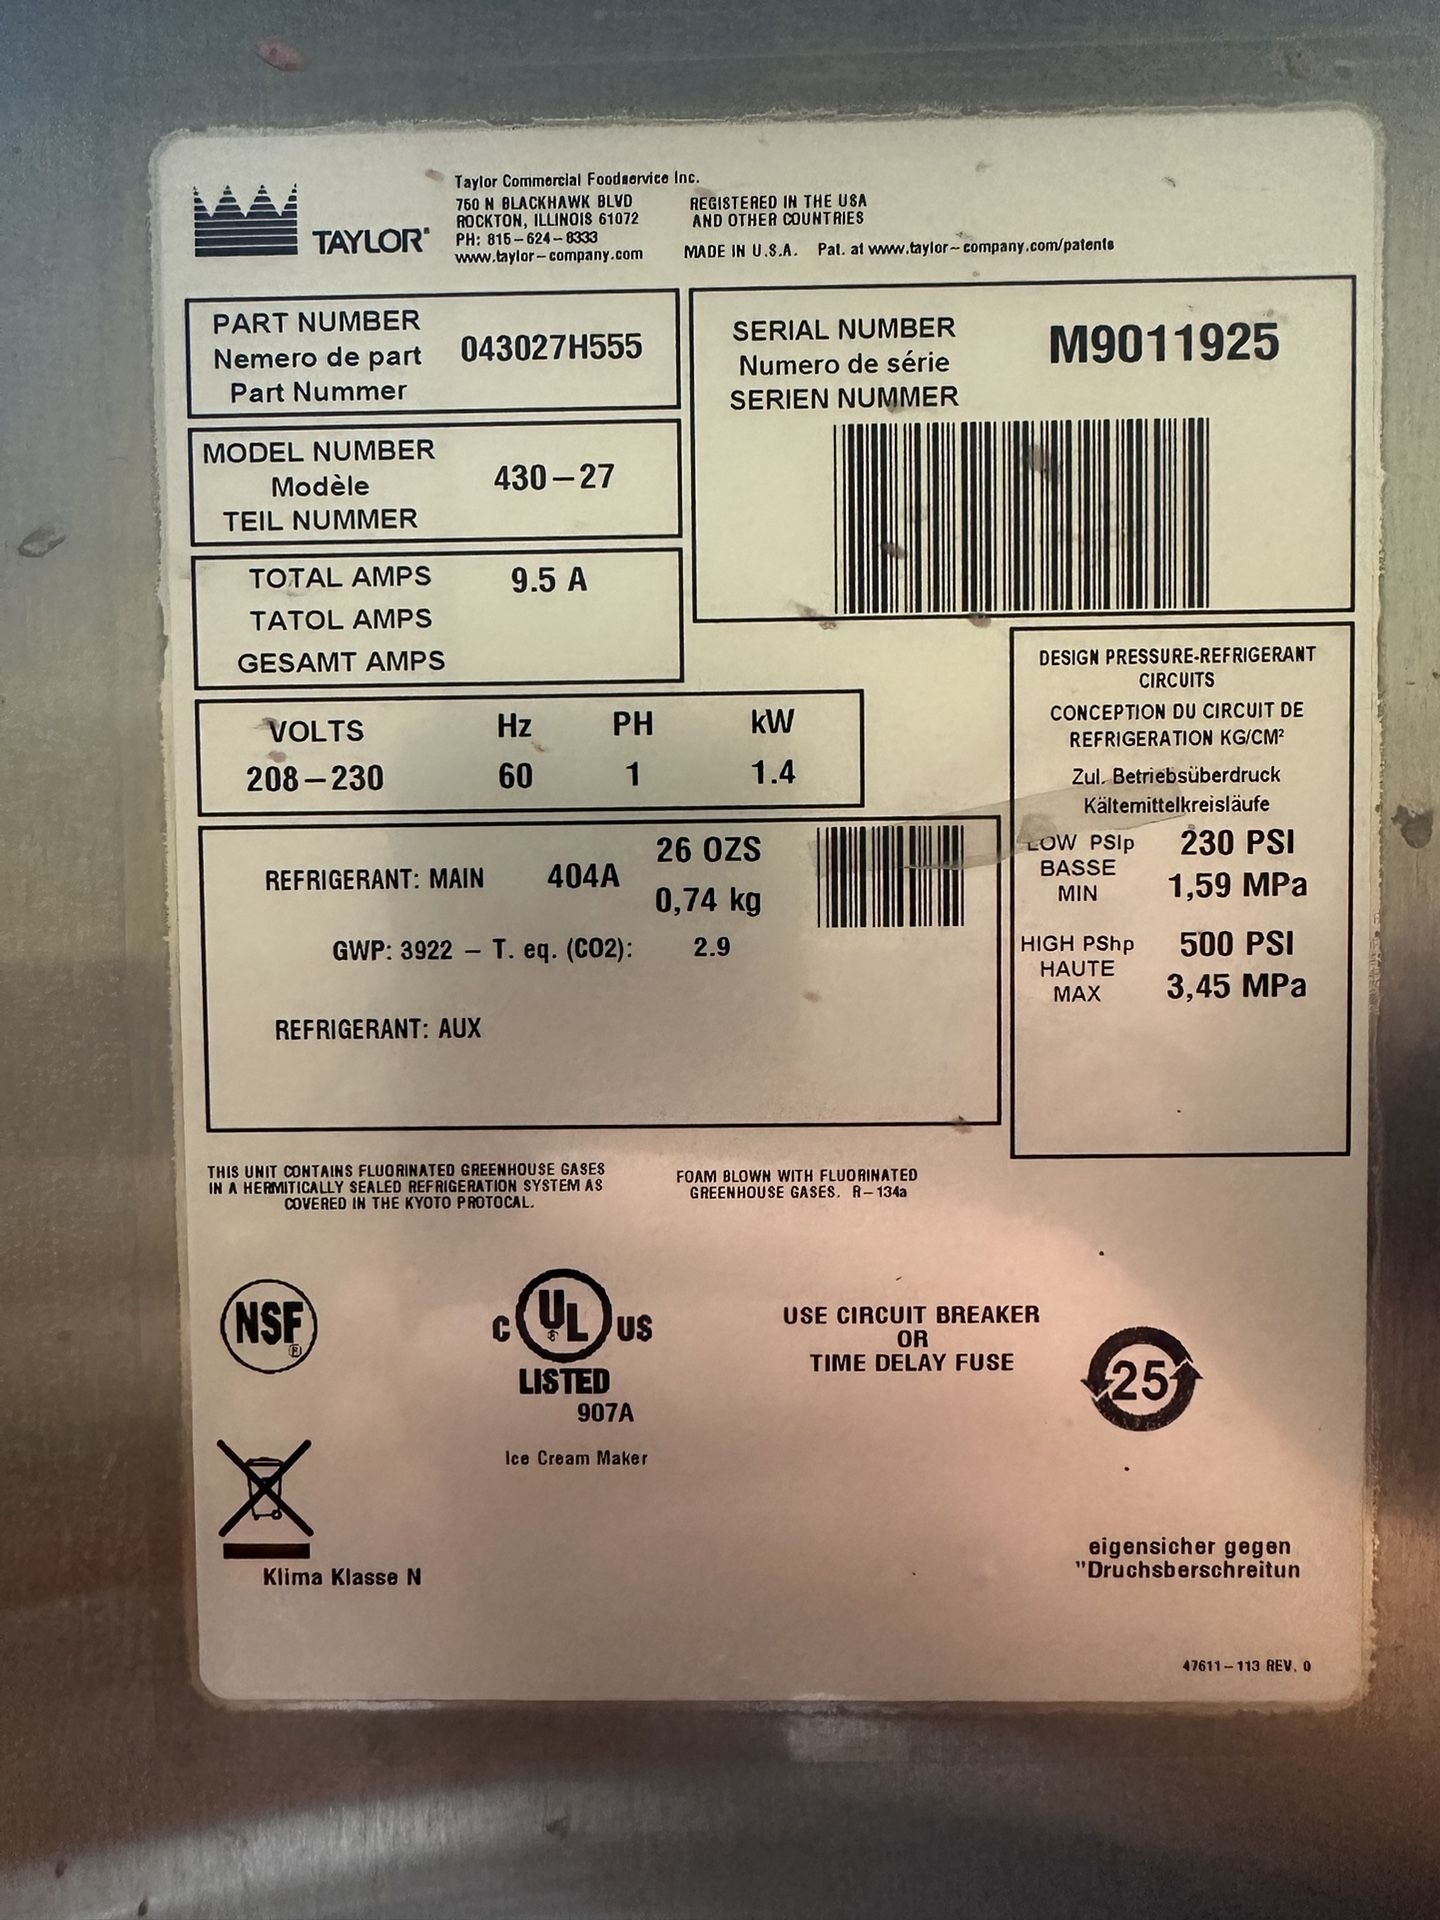 TAYLOR®
Taylor Commercial Foodservice Inc.
760 N BLACKHAWK BLVD
ROCKTON, ILLINOIS 61072
PH: 815-624-8333
www.taylor-company.com
REGISTERED IN THE USA
AND OTHER COUNTRIES
MADE IN U.S.A. Pat. at www.taylor-company.com/patents
PART NUMBER
Nemero de part
Part Nummer
043027H555
SERIAL NUMBER
Numero de série
SERIEN NUMMER
M9011925
MODEL NUMBER
Modèle
TEIL NUMMER
430-27
TOTAL AMPS
TATOL AMPS
GESAMT AMPS
9.5 A
VOLTS Hz PH kW
208-230 60 1 1.4
REFRIGERANT: MAIN 404A
26 OZS
0,74 kg
GWP: 3922 - T. eq. (CO2): 2.9
REFRIGERANT: AUX
DESIGN PRESSURE-REFRIGERANT
CIRCUITS
CONCEPTION DU CIRCUIT DE
REFRIGERATION KG/CM²
Zul. Betriebsüberdruck
Kältemittelkreisläufe
LOW PSIp
BASSE
MIN
230 PSI
1,59 MPa
HIGH PShp
HAUTE
MAX
500 PSI
3,45 MPa
THIS UNIT CONTAINS FLUORINATED GREENHOUSE GASES
IN A HERMITICALLY SEALED REFRIGERATION SYSTEM AS
COVERED IN THE KYOTO PROTOCAL.
FOAM BLOWN WITH FLUORINATED
GREENHOUSE GASES. R-134a
NSF®
C UL US
LISTED
907A
Ice Cream Maker
USE CIRCUIT BREAKER
OR
TIME DELAY FUSE
25
Klima Klasse N
eigensicher gegen
"Druchsberschreitun
47611-113 REV. 0